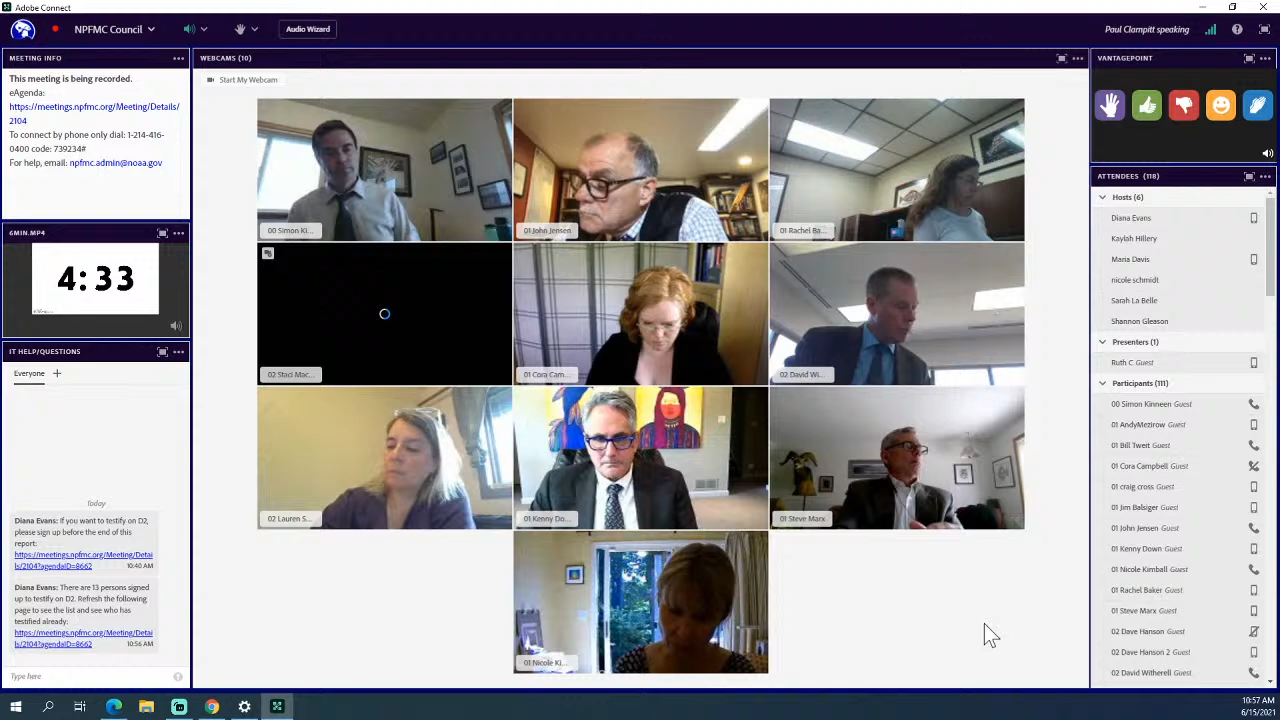 Adobe Connect
NPFMC Council
Audio Wizard
Paul Clampitt speaking
MEETING INFO
This meeting is being recorded.
eAgenda:
https://meetings.npfmc.org/Meeting/Details/
2104
To connect by phone only dial: 1-214-416-
0400 code: 739234#
For help, email: npfmc.admin@noaa.gov
6MIN.MP4
4:33
IT HELP/QUESTIONS
Everyone
Today
Diana Evans: If you want to testify on D2,
please sign up before the end of this
report:
https://meetings.npfmc.org/Meeting/Detai
ls/2104?agendaID=8662
10:40 AM
Diana Evans: There are 13 persons signed
up to testify on D2. Refresh the following
page to see the list and see who has
testified already:
https://meetings.npfmc.org/Meeting/Detai
ls/2104?agendaID=8662
10:56 AM
Type here
WEBCAMS (10)
Start My Webcam
00 Simon Ki...
01 John Jensen
01 Rachel Ba...
02 Staci Mac...
01 Cora Cam...
02 David Wi...
02 Lauren S...
01 Kenny Do...
01 Steve Marx
01 Nicole Ki...
VANTAGEPOINT
ATTENDEES (118)
Hosts (6)
Diana Evans
Kaylah Hillery
Maria Davis
nicole schmidt
Sarah La Belle
Shannon Gleason
Presenters (1)
Ruth C Guest
Participants (111)
00 Simon Kinneen Guest
01 AndyMezirow Guest
01 Bill Tweit Guest
01 Cora Campbell Guest
01 craig cross Guest
01 Jim Balsiger Guest
01 John Jensen Guest
01 Kenny Down Guest
01 Nicole Kimball Guest
01 Rachel Baker Guest
01 Steve Marx Guest
02 Dave Hanson Guest
02 Dave Hanson 2 Guest
02 David Witherell Guest
10:57 AM
6/15/2021